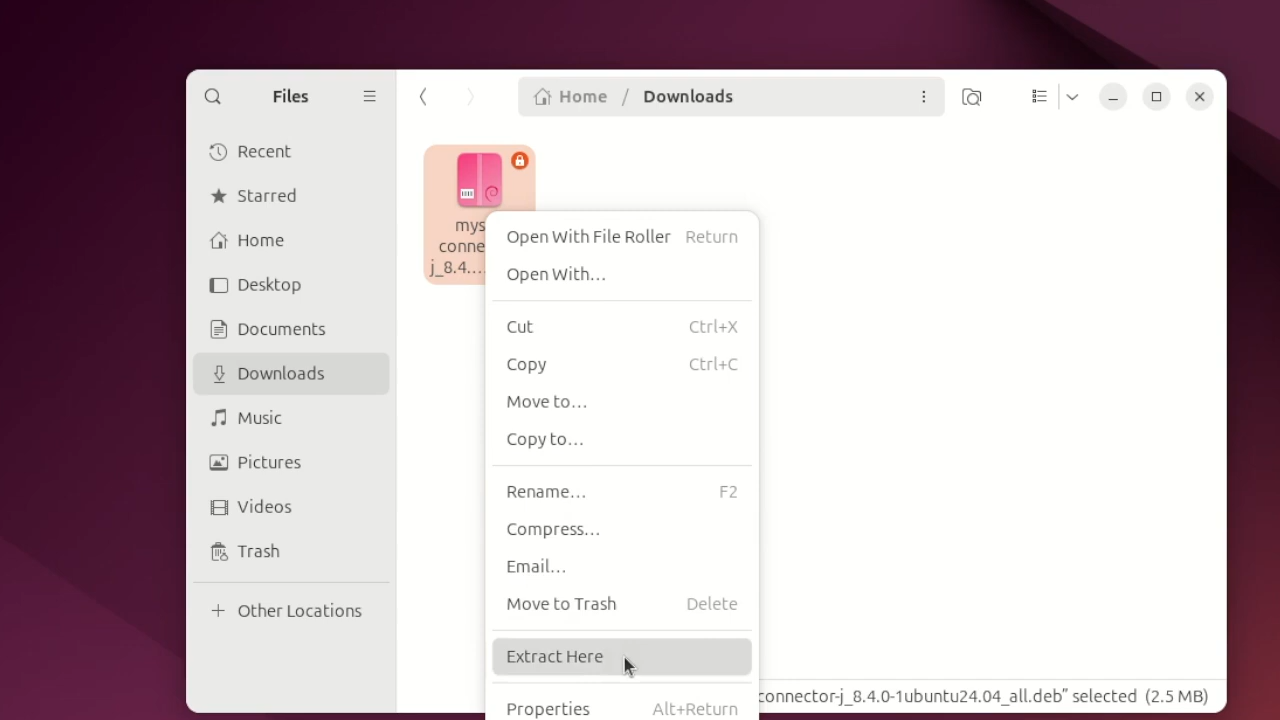 Files
Home / Downloads
Recent
Starred
Home
Desktop
Documents
Downloads
Music
Pictures
Videos
Trash
Other Locations
mys
conne
j_8.4....
Open With File Roller Return
Open With...
Cut Ctrl+X
Copy Ctrl+C
Move to...
Copy to...
Rename... F2
Compress...
Email...
Move to Trash Delete
Extract Here
Properties Alt+Return
connector-j_8.4.0-1ubuntu24.04_all.deb” selected (2.5 MB)